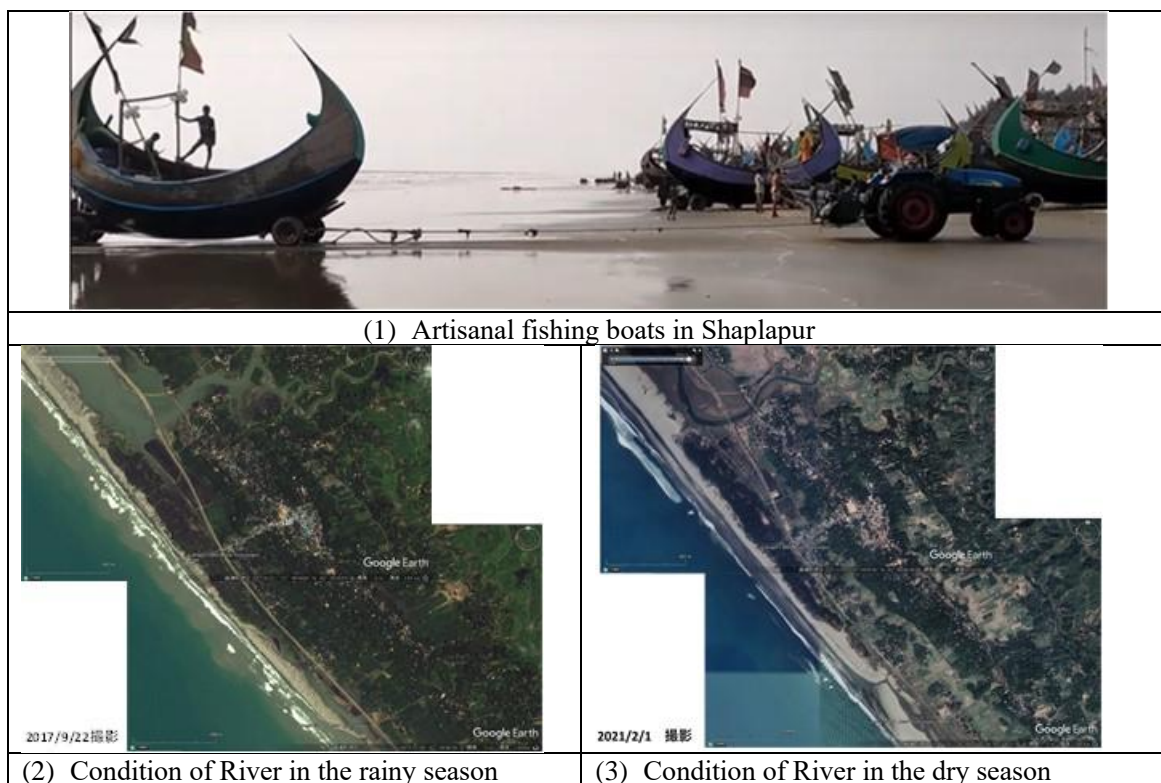 (1) Artisanal fishing boats in Shaplapur
Google Earth
Google Earth
2017/9/22撮影
Google Earth
Google Earth
2021/2/1 撮影
(2) Condition of River in the rainy season
(3) Condition of River in the dry season